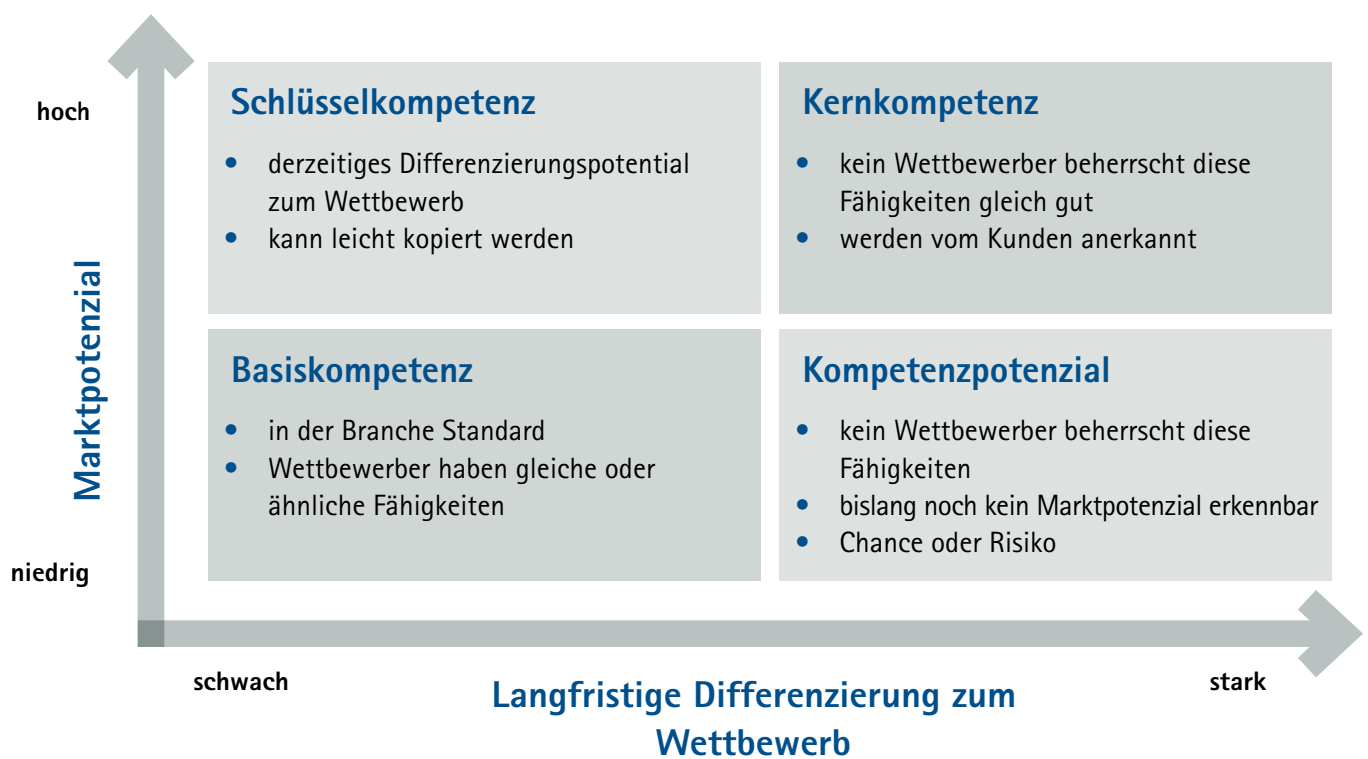 hoch
Schlüsselkompetenz
• derzeitiges Differenzierungspotential
zum Wettbewerb
• kann leicht kopiert werden
Kernkompetenz
• kein Wettbewerber beherrscht diese
Fähigkeiten gleich gut
• werden vom Kunden anerkannt
Marktpotenzial
Basiskompetenz
• in der Branche Standard
• Wettbewerber haben gleiche oder
ähnliche Fähigkeiten
Kompetenzpotenzial
• kein Wettbewerber beherrscht diese
Fähigkeiten
• bislang noch kein Marktpotenzial erkennbar
• Chance oder Risiko
niedrig
schwach
Langfristige Differenzierung zum
Wettbewerb
stark